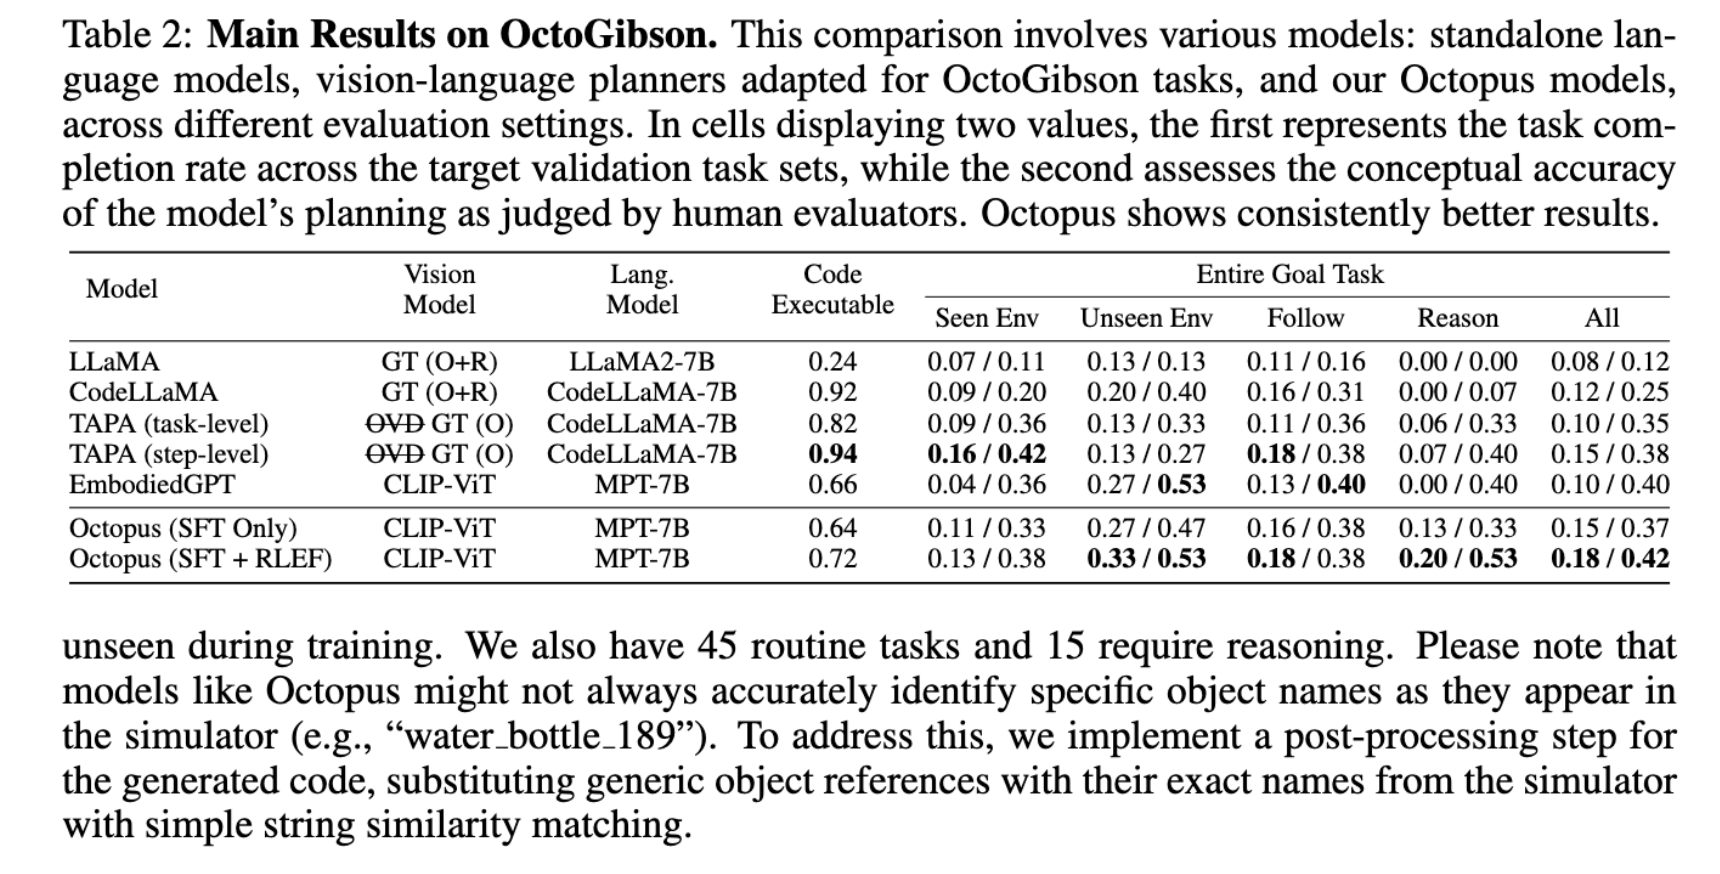 Table 2: Main Results on OctoGibson. This comparison involves various models: standalone lan-
guage models, vision-language planners adapted for OctoGibson tasks, and our Octopus models,
across different evaluation settings. In cells displaying two values, the first represents the task com-
pletion rate across the target validation task sets, while the second assesses the conceptual accuracy
of the model's planning as judged by human evaluators. Octopus shows consistently better results.
Model Vision Model Lang. Model Code Executable Entire Goal Task
Seen Env Unseen Env Follow Reason All
LLaMA GT (O+R) LLaMA2-7B 0.24 0.07 / 0.11 0.13 / 0.13 0.11 / 0.16 0.00 / 0.00 0.08 / 0.12
CodeLLaMA GT (O+R) CodeLLaMA-7B 0.92 0.09 / 0.20 0.20 / 0.40 0.16 / 0.31 0.00 / 0.07 0.12 / 0.25
TAPA (task-level) OVD GT (O) CodeLLaMA-7B 0.82 0.09 / 0.36 0.13 / 0.33 0.11 / 0.36 0.06 / 0.33 0.10 / 0.35
TAPA (step-level) OVD GT (O) CodeLLaMA-7B 0.94 0.16 / 0.42 0.13 / 0.27 0.18 / 0.38 0.07 / 0.40 0.15 / 0.38
EmbodiedGPT CLIP-ViT MPT-7B 0.66 0.04 / 0.36 0.27 / 0.53 0.13 / 0.40 0.00 / 0.40 0.10 / 0.40
Octopus (SFT Only) CLIP-ViT MPT-7B 0.64 0.11 / 0.33 0.27 / 0.47 0.16 / 0.38 0.13 / 0.33 0.15 / 0.37
Octopus (SFT + RLEF) CLIP-ViT MPT-7B 0.72 0.13 / 0.38 0.33 / 0.53 0.18 / 0.38 0.20 / 0.53 0.18 / 0.42
unseen during training. We also have 45 routine tasks and 15 require reasoning. Please note that
models like Octopus might not always accurately identify specific object names as they appear in
the simulator (e.g., “water_bottle_189”). To address this, we implement a post-processing step for
the generated code, substituting generic object references with their exact names from the simulator
with simple string similarity matching.